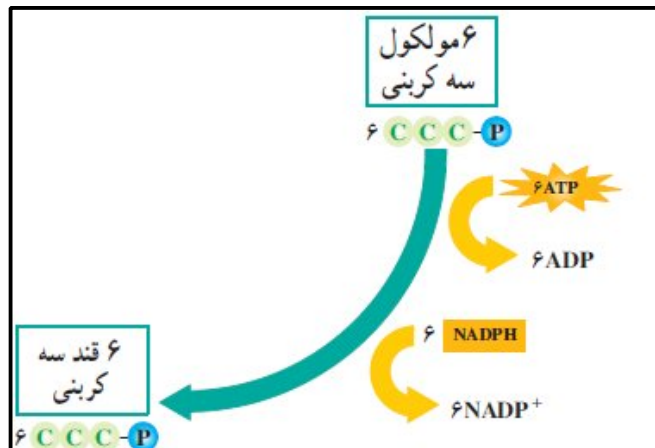 ۶مولکول
سه کربنی
۶ C C C-P
۶ATP
۶ADP
۶ NADPH
۶NADP+
۶ قند سه
کربنی
۶ C C C-P